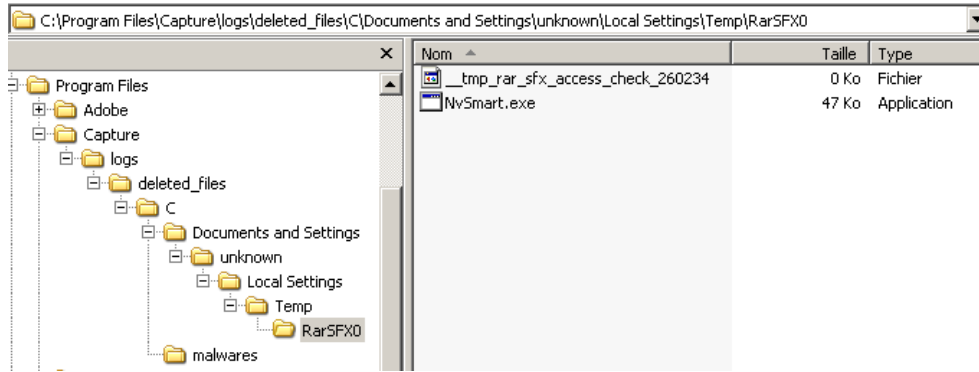 C:\Program Files\Capture\logs\deleted_files\C\Documents and Settings\unknown\Local Settings\Temp\RarSFX0
Program Files
Adobe
Capture
logs
deleted_files
C
Documents and Settings
unknown
Local Settings
Temp
RarSFX0
malwares
Nom Taille Type
__tmp_rar_sfx_access_check_260234 0 Ko Fichier
NvSmart.exe 47 Ko Application